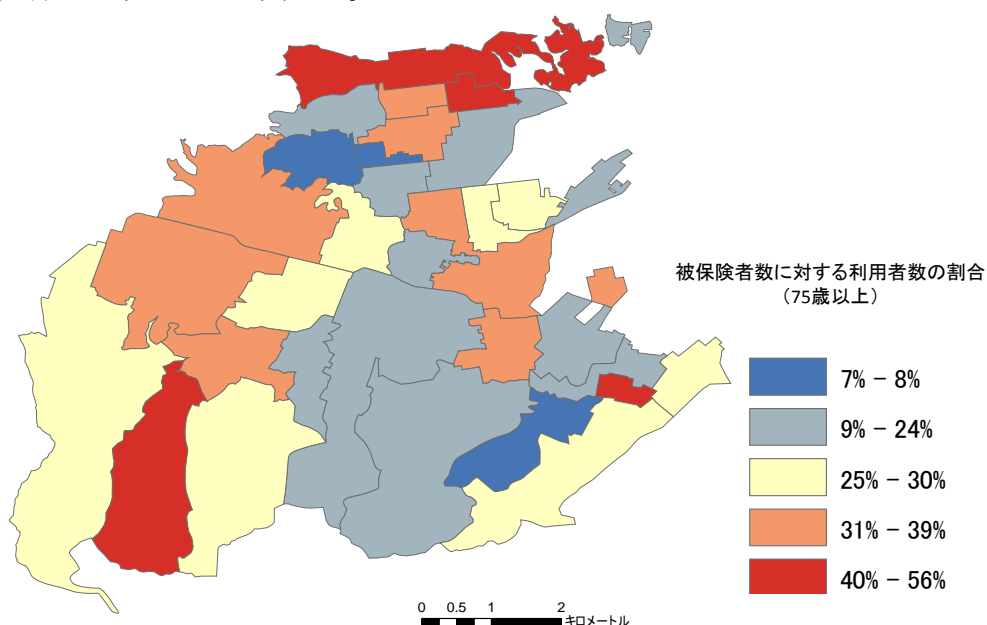 被保険者数に対する利用者数の割合
（75歳以上）
7% － 8%
9% － 24%
25% － 30%
31% － 39%
40% － 56%
0 0.5 1 2
キロメートル